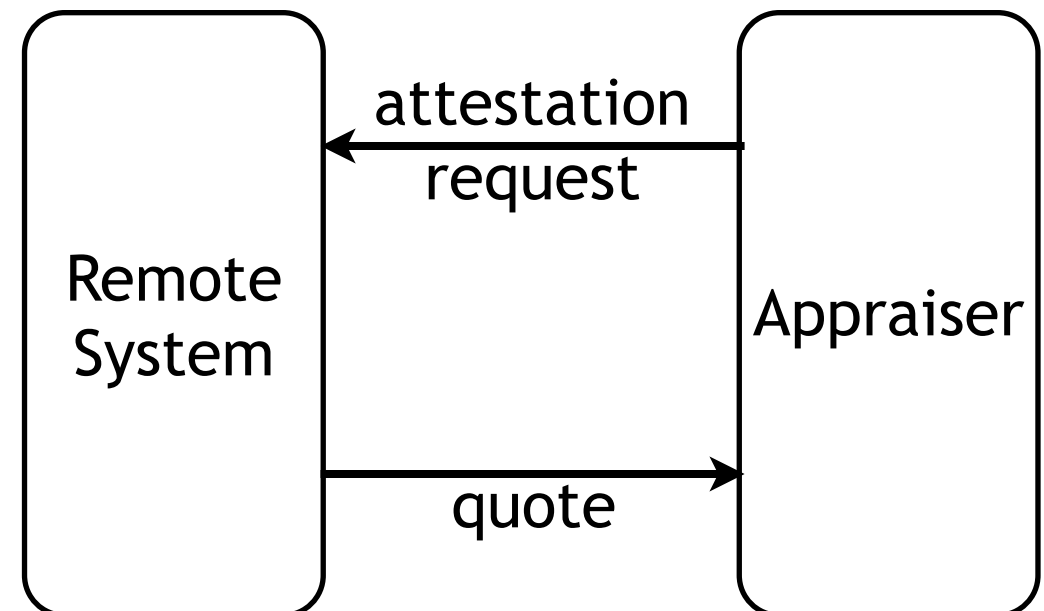 attestation
request
Remote
System
Appraiser
quote